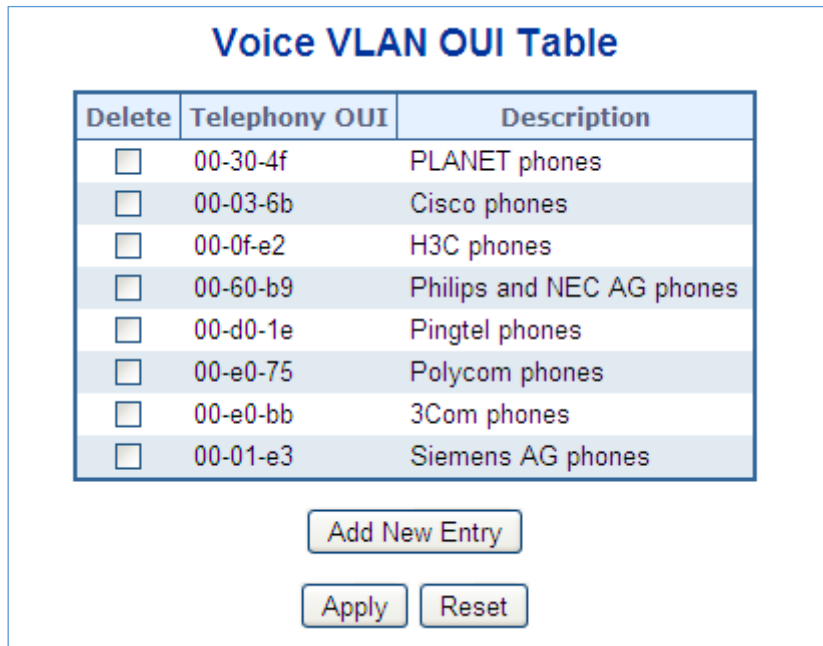 Voice VLAN OUI Table
Delete Telephony OUI Description
00-30-4f PLANET phones
00-03-6b Cisco phones
00-0f-e2 H3C phones
00-60-b9 Philips and NEC AG phones
00-d0-1e Pingtel phones
00-e0-75 Polycom phones
00-e0-bb 3Com phones
00-01-e3 Siemens AG phones
Add New Entry
Apply Reset